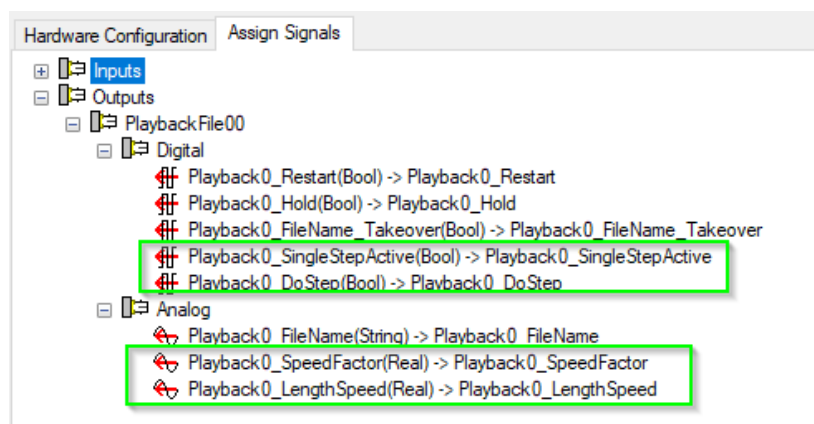 Hardware Configuration Assign Signals
Inputs
Outputs
PlaybackFile00
Digital
Playback0_Restart(Bool) -> Playback0_Restart
Playback0_Hold(Bool) -> Playback0_Hold
Playback0_FileName_Takeover(Bool) -> Playback0_FileName_Takeover
Playback0_SingleStepActive(Bool) -> Playback0_SingleStepActive
Playback0_DoStep(Bool) -> Playback0_DoStep
Analog
Playback0_FileName(String) -> Playback0_FileName
Playback0_SpeedFactor(Real) -> Playback0_SpeedFactor
Playback0_LengthSpeed(Real) -> Playback0_LengthSpeed